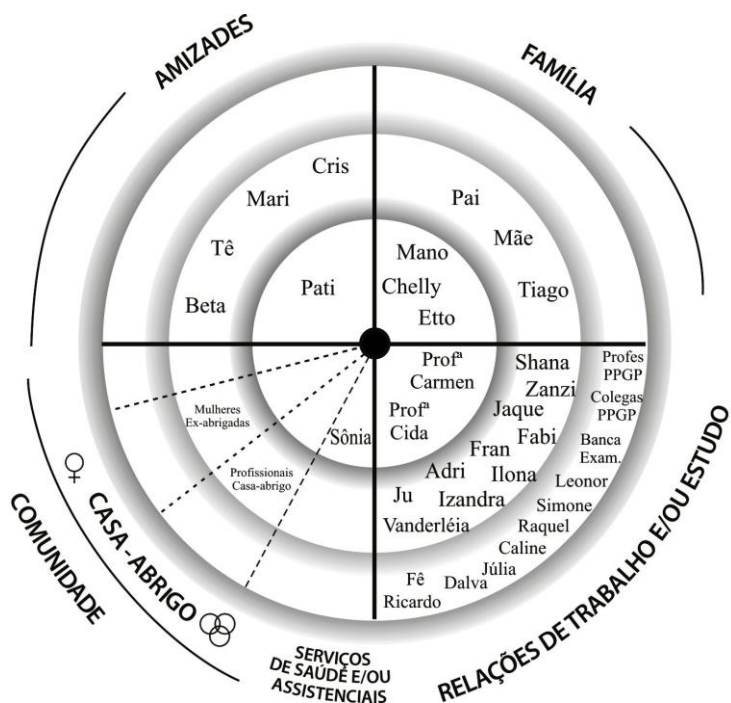 AMIZADES
FAMÍLIA
Cris
Mari
Tê
Beta
Pati
Pai
Mãe
Tiago
Mano
Chelly
Etto
Profª
Carmen
Profª
Cida
Shana
Zanzi
Jaque
Fabi
Fran
Ilona
Adri
Izandra
Ju
Vanderléia
Profes
PPGP
Colegas
PPGP
Banca
Exam.
Leonor
Simone
Raquel
Caline
Júlia
Dalva
Fê
Ricardo
Mulheres
Ex-abrigadas
Sônia
Profissionais
Casa-abrigo
COMUNIDADE
CASA - ABRIGO
SERVIÇOS
DE SAÚDE E/OU
ASSISTENCIAIS
RELAÇÕES DE TRABALHO E/OU ESTUDO